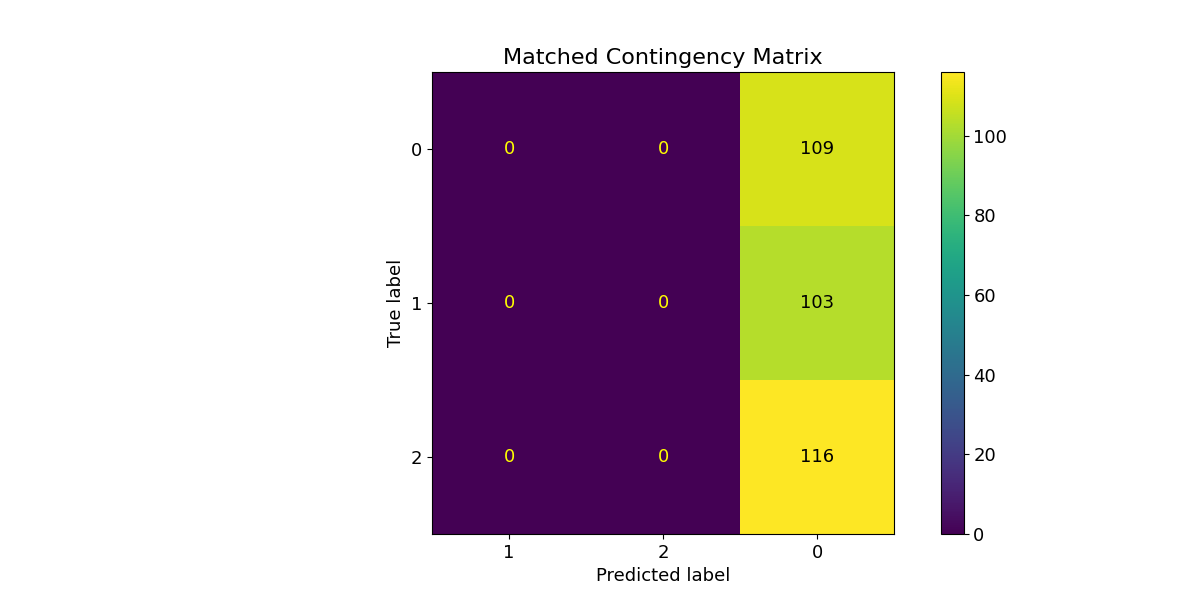 Matched Contingency Matrix
0 0 0 109 100
80
True label 1 0 0 103 60
40
2 0 0 116 20
0
1 2 0
Predicted label